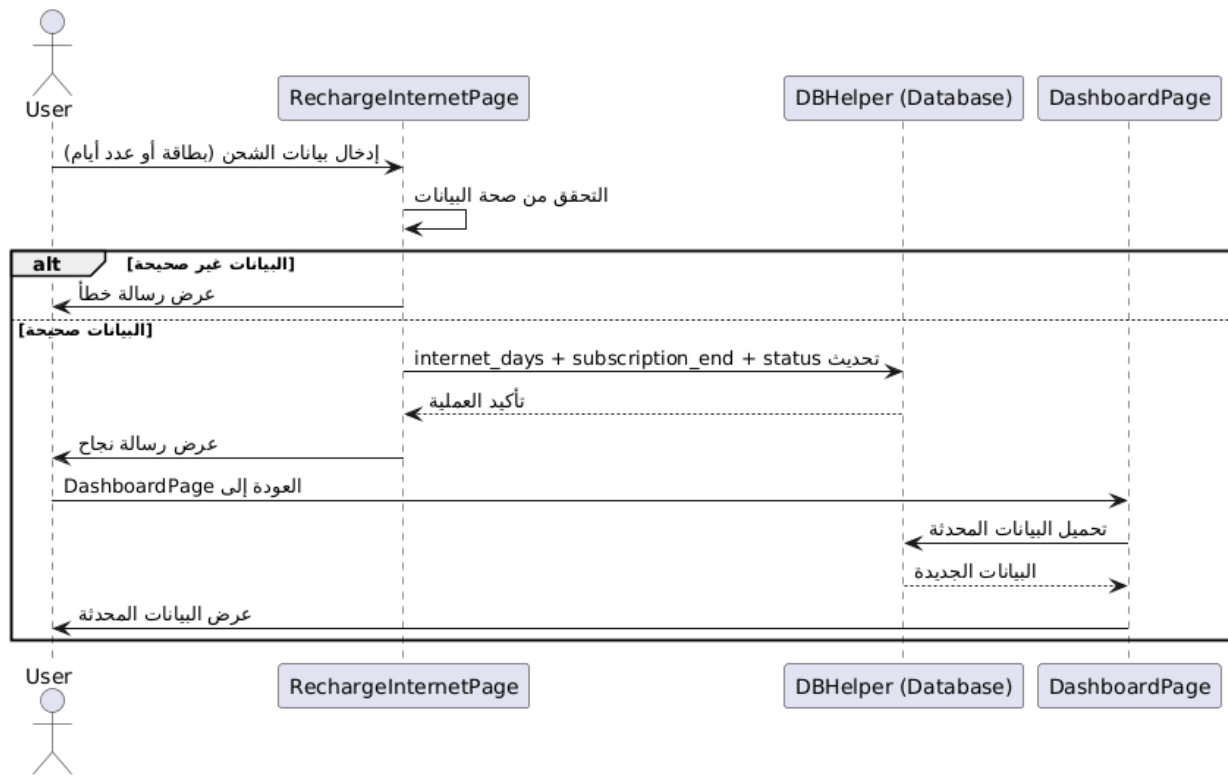 User
RechargeInternetPage
DBHelper (Database)
DashboardPage
إدخال بيانات الشحن (بطاقة أو عدد أيام)
التحقق من صحة البيانات
alt
[البيانات غير صحيحة]
عرض رسالة خطأ
[البيانات صحيحة]
تحديث internet_days + subscription_end + status
تأكيد العملية
عرض رسالة نجاح
العودة إلى DashboardPage
تحميل البيانات المحدثة
البيانات الجديدة
عرض البيانات المحدثة
User
RechargeInternetPage
DBHelper (Database)
DashboardPage